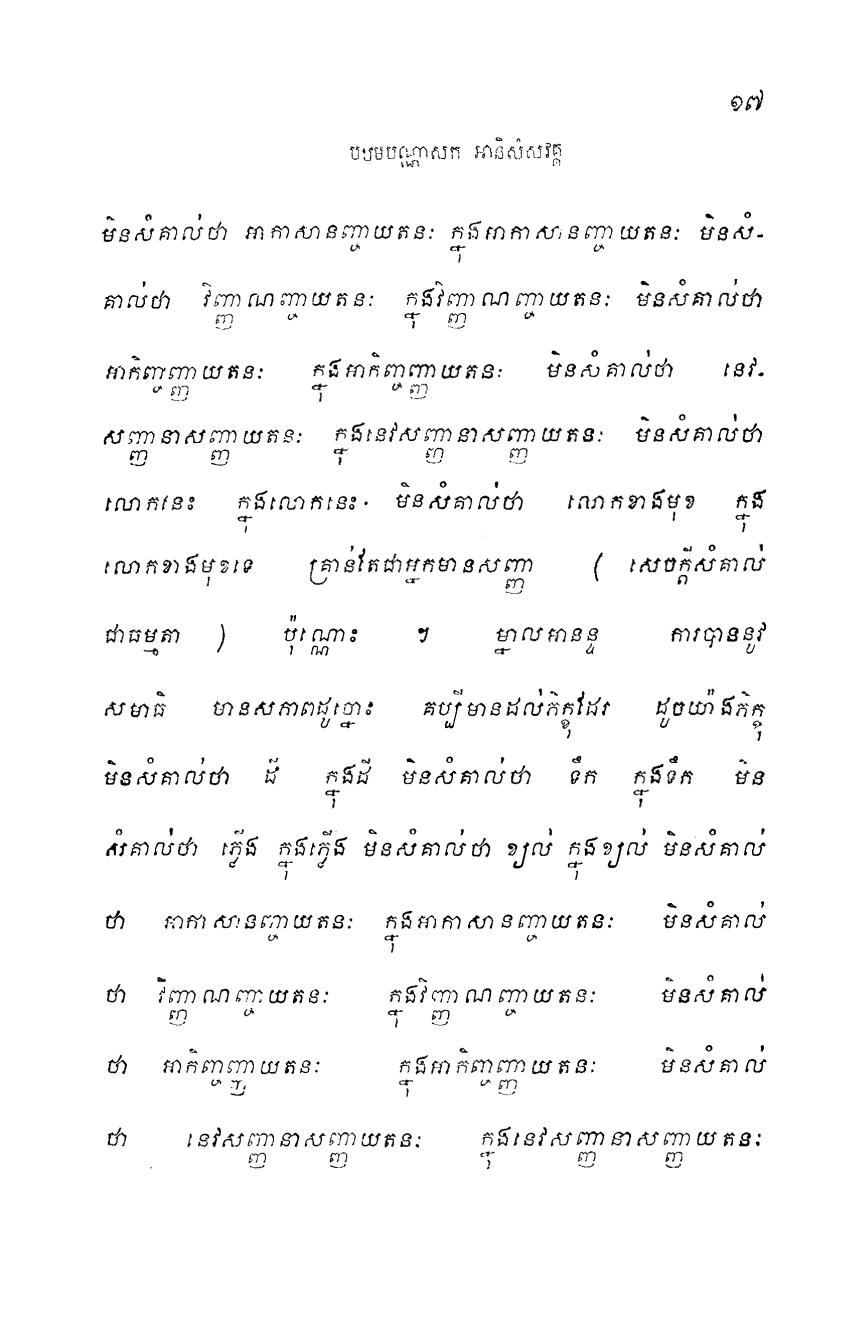 ១៧
បឋមបណ្ណាសក អានិសំសវគ្គ
មិនសំគាល់ថា អាកាសានញ្ចាយតនៈ ក្នុងអាកាសានញ្ចាយតនៈ មិនសំ-
គាល់ថា វិញ្ញាណញ្ចាយតនៈ ក្នុងវិញ្ញាណញ្ចាយតនៈ មិនសំគាល់ថា
អាកិញ្ចញ្ញាយតនៈ ក្នុងអាកិញ្ចញ្ញាយតនៈ មិនសំគាល់ថា នេវ-
សញ្ញានាសញ្ញាយតនៈ ក្នុងនេវសញ្ញានាសញ្ញាយតនៈ មិនសំគាល់ថា
លោកនេះ ក្នុងលោកនេះ មិនសំគាល់ថា លោកខាងមុខ ក្នុង
លោកខាងមុខទេ គ្រាន់តែជាអ្នកមានសញ្ញា ( សេចក្ដីសំគាល់
ជាធម្មតា ) ប៉ុណ្ណោះ ។ ម្នាលអានន្ទ ការបាននូវ
សមាធិ មានសភាពដូច្នោះ គប្បីមានដល់ភិក្ខុដែរ ដូចយ៉ាងភិក្ខុ
មិនសំគាល់ថា ដី ក្នុងដី មិនសំគាល់ថា ទឹក ក្នុងទឹក មិន
សំគាល់ថា ភ្លើង ក្នុងភ្លើង មិនសំគាល់ថា ខ្យល់ ក្នុងខ្យល់ មិនសំគាល់
ថា អាកាសានញ្ចាយតនៈ ក្នុងអាកាសានញ្ចាយតនៈ មិនសំគាល់
ថា វិញ្ញាណញ្ចាយតនៈ ក្នុងវិញ្ញាណញ្ចាយតនៈ មិនសំគាល់
ថា អាកិញ្ចញ្ញាយតនៈ ក្នុងអាកិញ្ចញ្ញាយតនៈ មិនសំគាល់
ថា នេវសញ្ញានាសញ្ញាយតនៈ ក្នុងនេវសញ្ញានាសញ្ញាយតនៈ